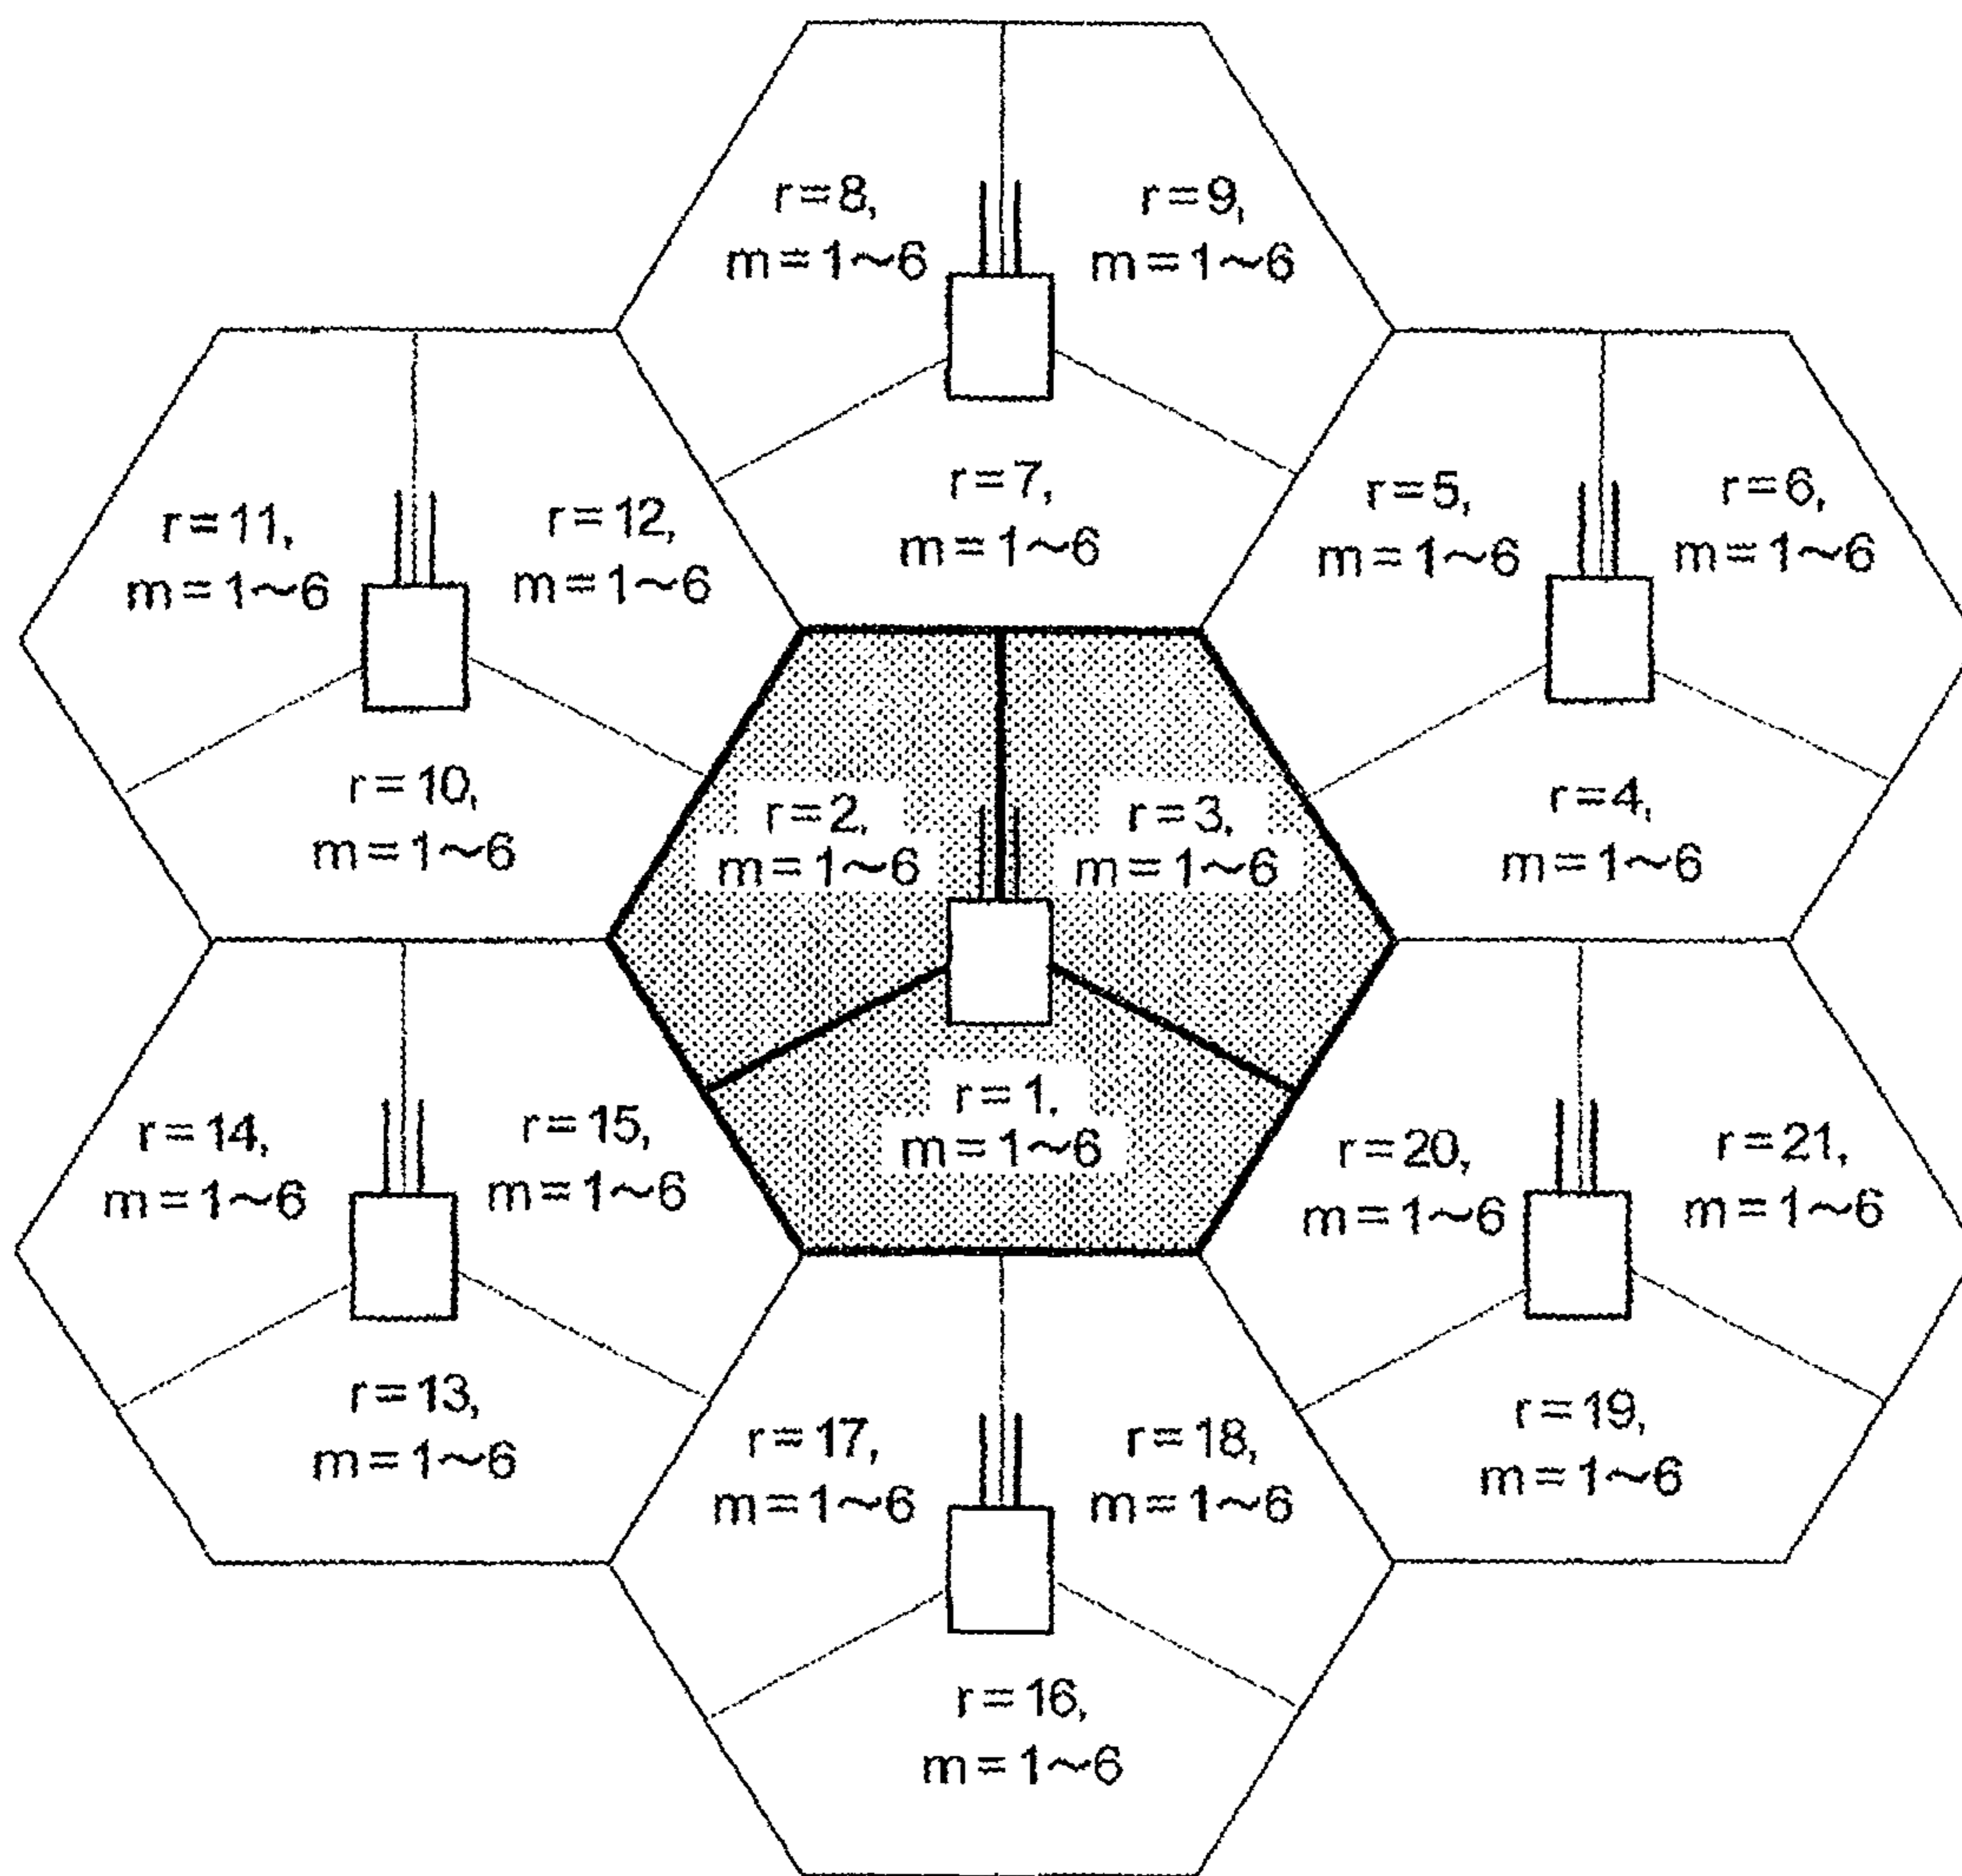 r=8,
m=1~6
r=9,
m=1~6
r=7,
m=1~6
r=11,
m=1~6
r=12,
m=1~6
r=10,
m=1~6
r=5,
m=1~6
r=6,
m=1~6
r=4,
m=1~6
r=2,
m=1~6
r=3,
m=1~6
r=1,
m=1~6
r=14,
m=1~6
r=15,
m=1~6
r=13,
m=1~6
r=20,
m=1~6
r=21,
m=1~6
r=19,
m=1~6
r=17,
m=1~6
r=18,
m=1~6
r=16,
m=1~6